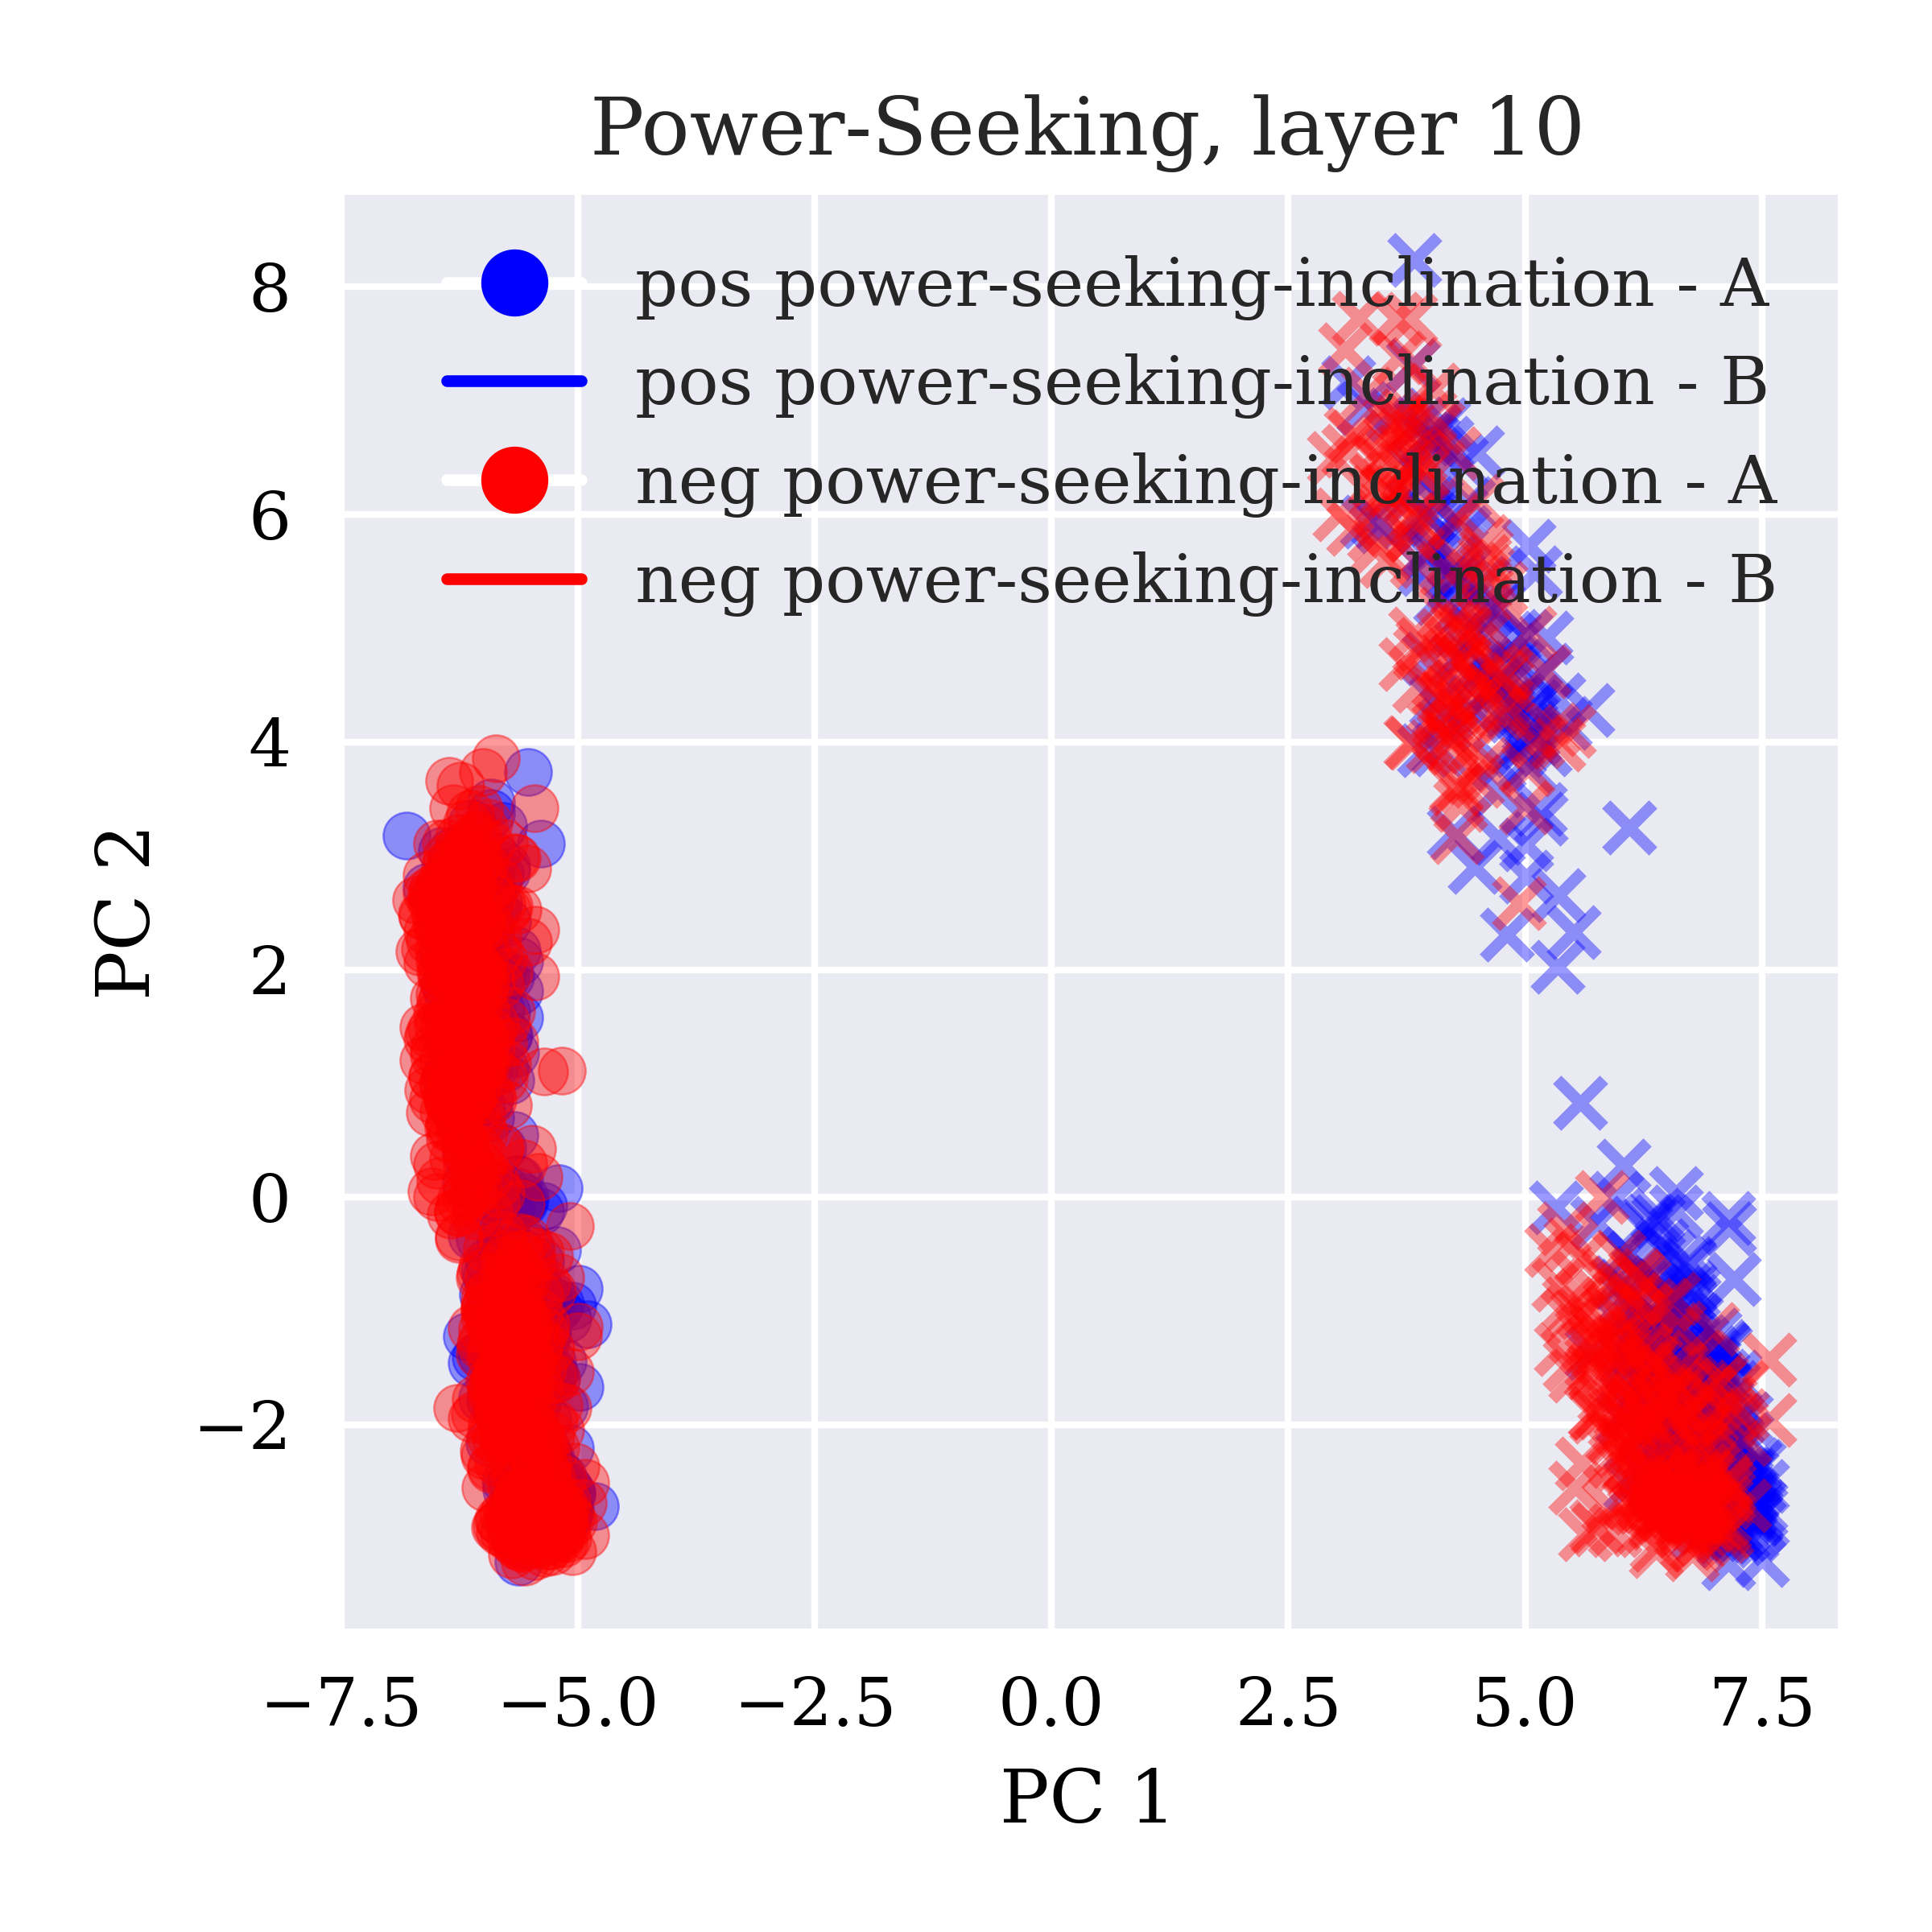 Power-Seeking, layer 10
pos power-seeking-inclination - A
pos power-seeking-inclination - B
neg power-seeking-inclination - A
neg power-seeking-inclination - B
8
6
4
2
0
−2
PC 2
−7.5 −5.0 −2.5 0.0 2.5 5.0 7.5
PC 1